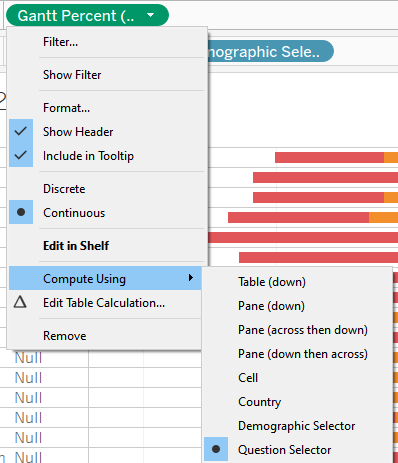 Gantt Percent (..
Filter...
Show Filter
nographic Sele..
Format...
Show Header
Include in Tooltip
Discrete
Continuous
Edit in Shelf
Compute Using
Table (down)
Edit Table Calculation...
Pane (down)
Pane (across then down)
Remove
Pane (down then across)
Null
Null
Cell
Null
Country
Null
Demographic Selector
Null
Question Selector
Null